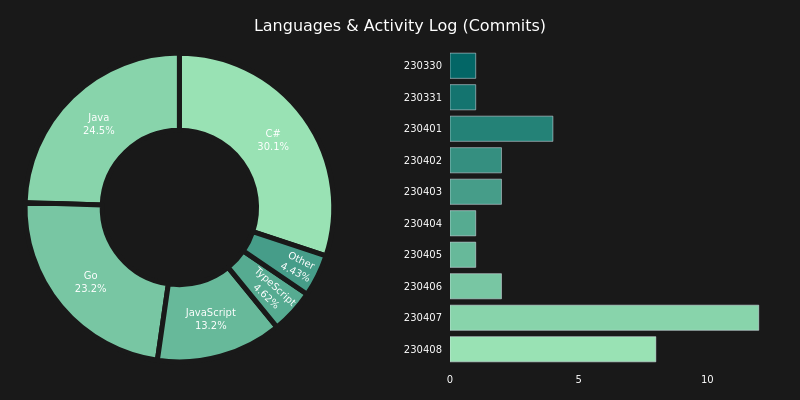 Languages & Activity Log (Commits)
Java
24.5%
C#
30.1%
Other
4.43%
TypeScript
4.62%
JavaScript
13.2%
Go
23.2%
230330
230331
230401
230402
230403
230404
230405
230406
230407
230408
0
5
10